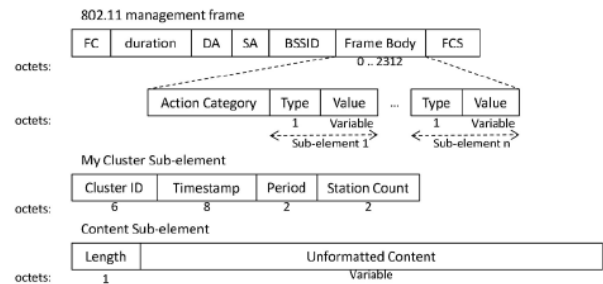 802.11 management frame
FC duration DA SA BSSID Frame Body FCS
octets: 0 .. 2312
Action Category Type Value ... Type Value
octets: 1 Variable 1 Variable
Sub-element 1 Sub-element n
My Cluster Sub-element
Cluster ID Timestamp Period Station Count
octets: 6 8 2 2
Content Sub-element
Length Unformatted Content
octets: 1 Variable